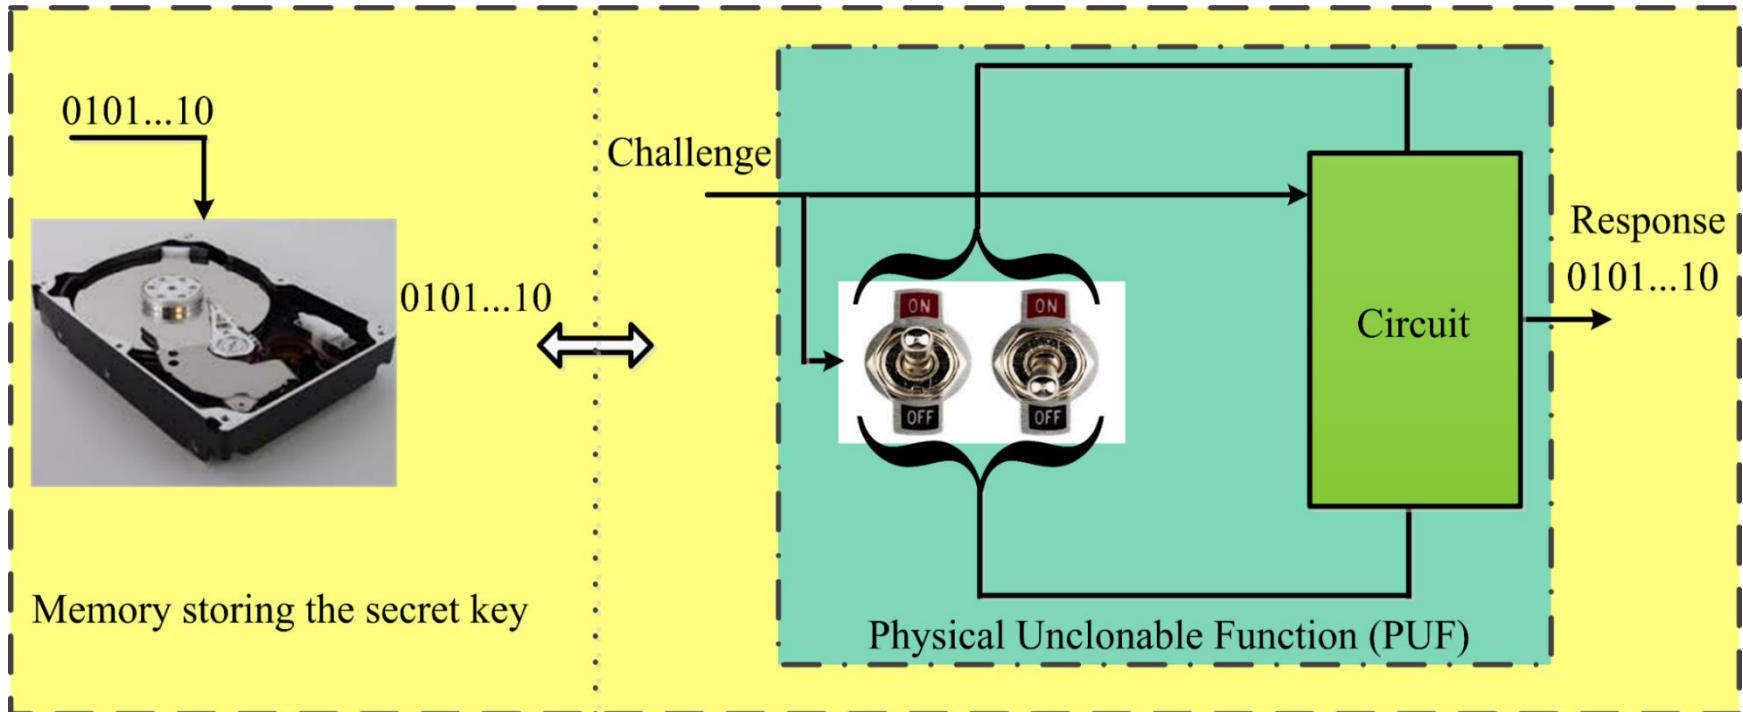 0101...10
0101...10
Memory storing the secret key
Challenge
ON
ON
OFF
OFF
Circuit
Response
0101...10
Physical Unclonable Function (PUF)